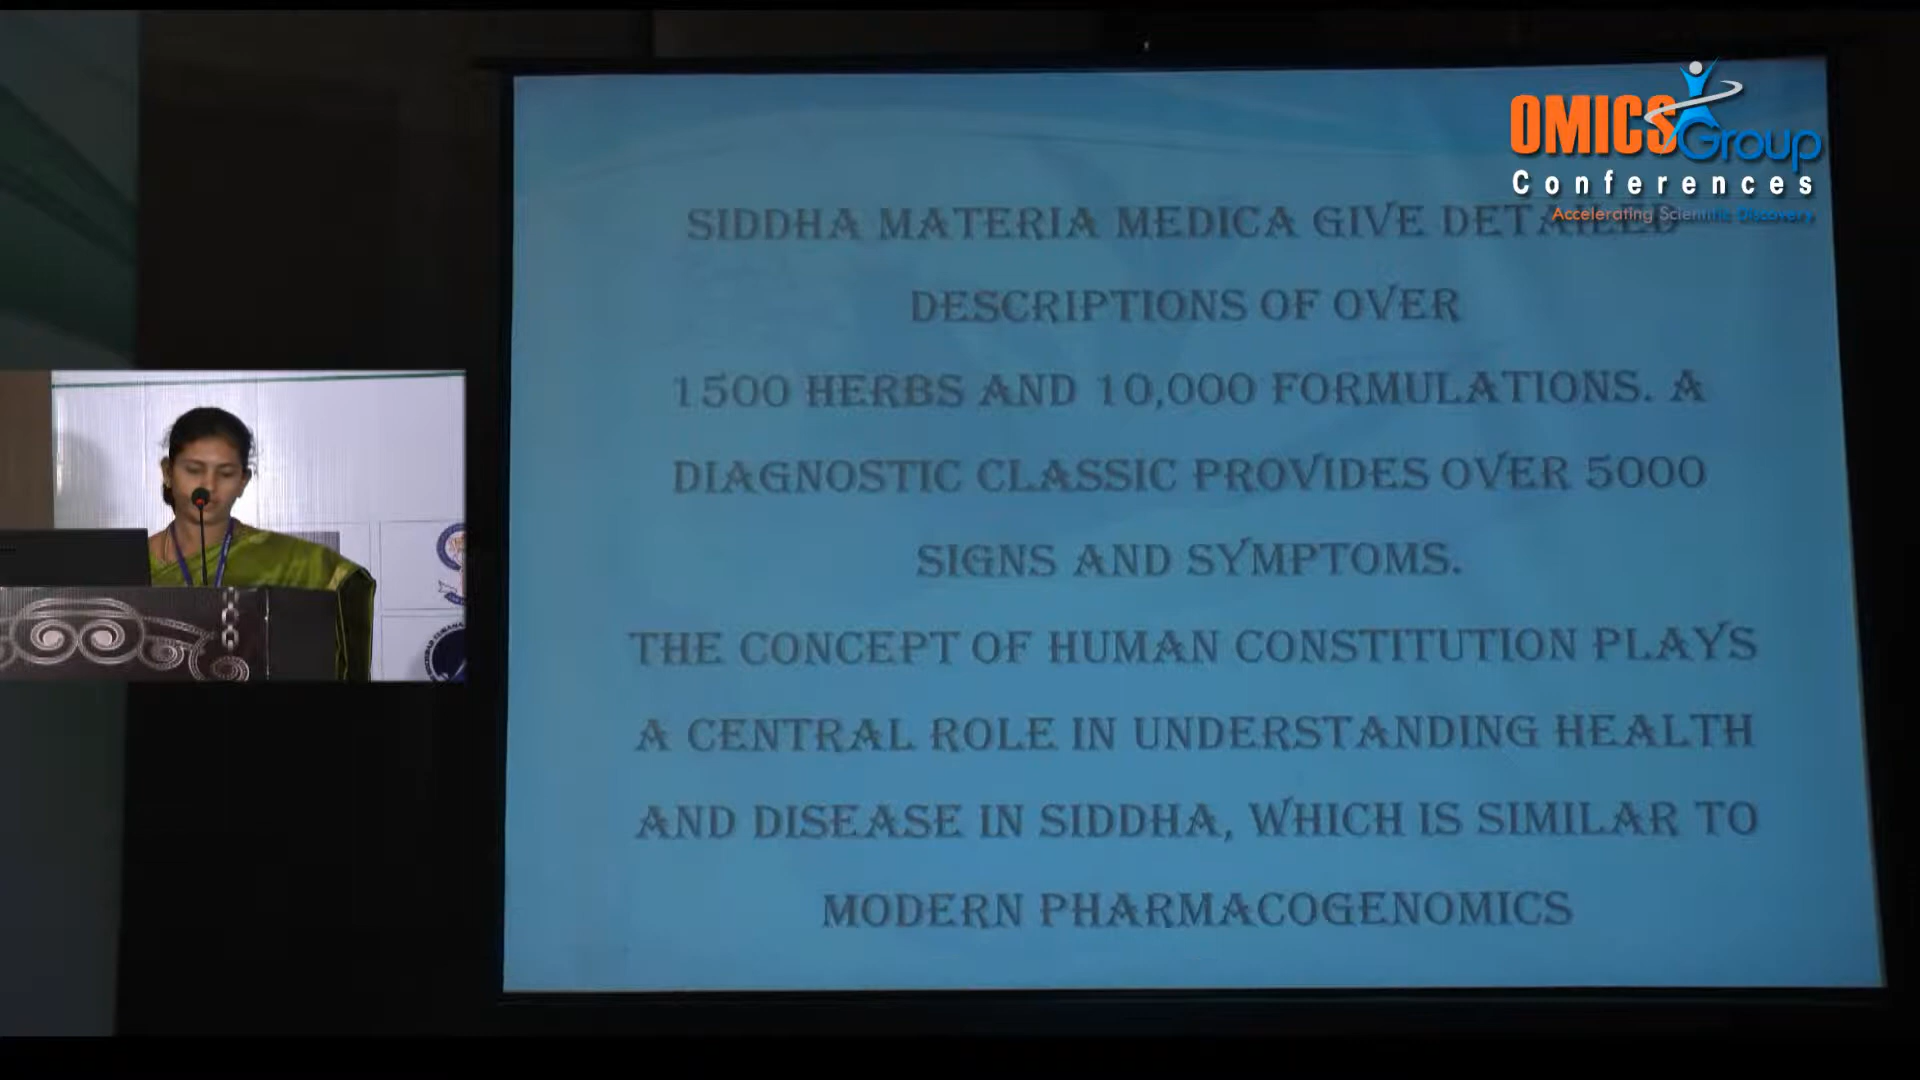 OMICS Group
Conferences
Accelerating Scientific Discovery
SIDDHA MATERIA MEDICA GIVE DETAILED
DESCRIPTIONS OF OVER
1500 HERBS AND 10,000 FORMULATIONS. A
DIAGNOSTIC CLASSIC PROVIDES OVER 5000
SIGNS AND SYMPTOMS.
THE CONCEPT OF HUMAN CONSTITUTION PLAYS
A CENTRAL ROLE IN UNDERSTANDING HEALTH
AND DISEASE IN SIDDHA, WHICH IS SIMILAR TO
MODERN PHARMACOGENOMICS